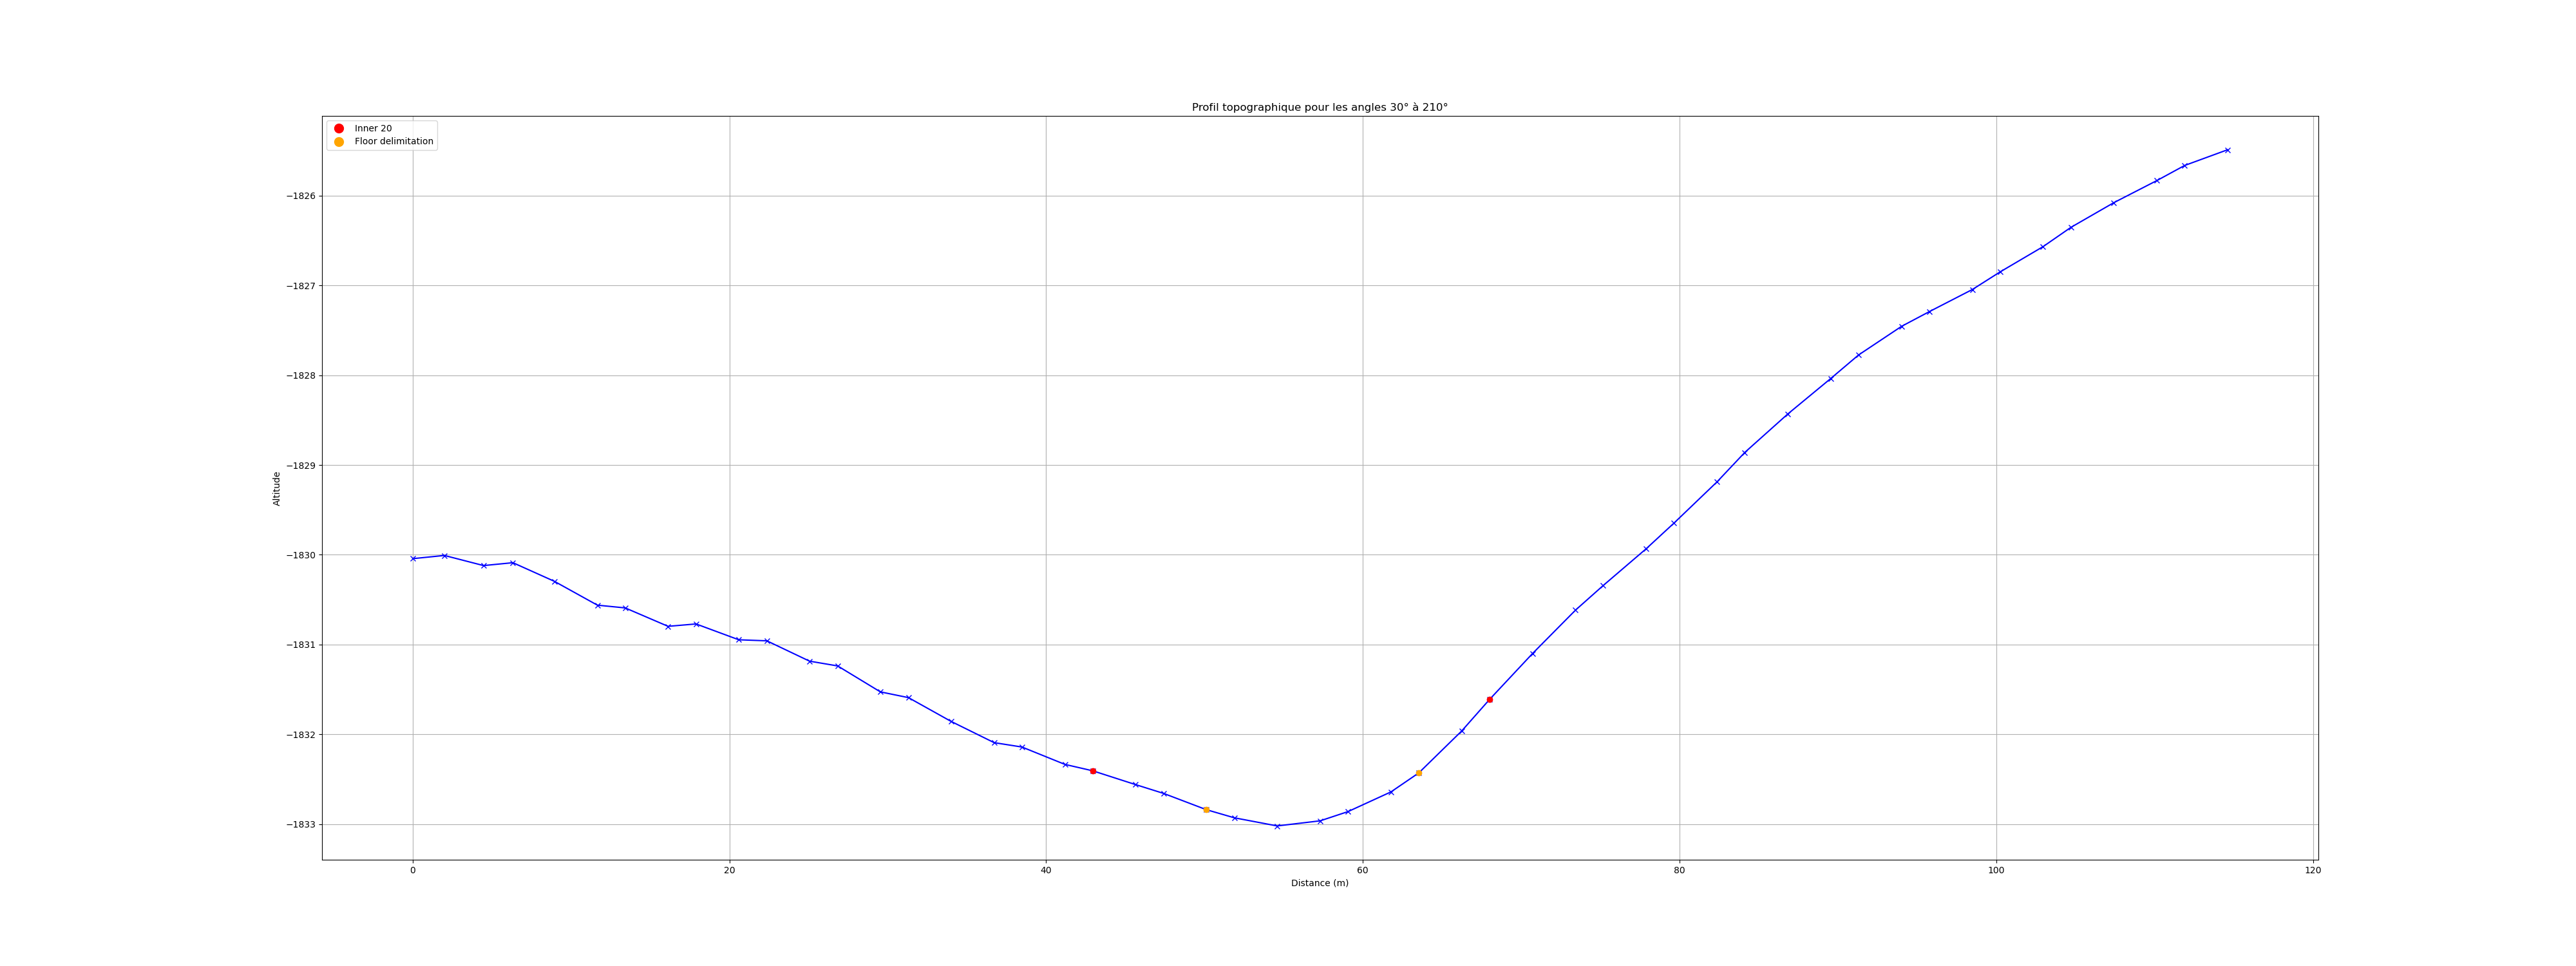 Profil topographique pour les angles 30° à 210°
Inner 20
Floor delimitation
−1826
−1827
−1828
−1829
−1830
−1831
−1832
−1833
Altitude
0 20 40 60 80 100 120
Distance (m)